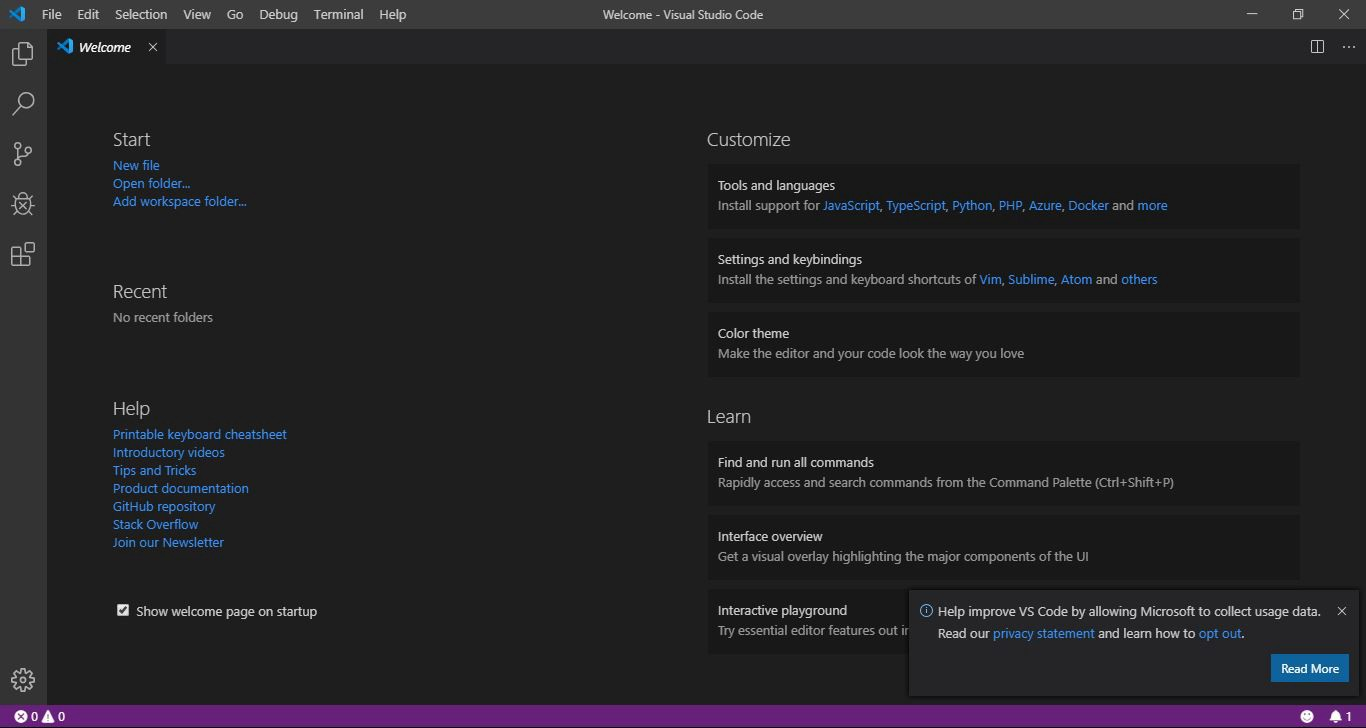 File Edit Selection View Go Debug Terminal Help
Welcome - Visual Studio Code
Welcome
Start
New file
Open folder...
Add workspace folder...
Recent
No recent folders
Help
Printable keyboard cheatsheet
Introductory videos
Tips and Tricks
Product documentation
GitHub repository
Stack Overflow
Join our Newsletter
Show welcome page on startup
Customize
Tools and languages
Install support for JavaScript, TypeScript, Python, PHP, Azure, Docker and more
Settings and keybindings
Install the settings and keyboard shortcuts of Vim, Sublime, Atom and others
Color theme
Make the editor and your code look the way you love
Learn
Find and run all commands
Rapidly access and search commands from the Command Palette (Ctrl+Shift+P)
Interface overview
Get a visual overlay highlighting the major components of the UI
Interactive playground
Try essential editor features out
Help improve VS Code by allowing Microsoft to collect usage data.
Read our privacy statement and learn how to opt out.
Read More
0 0
1